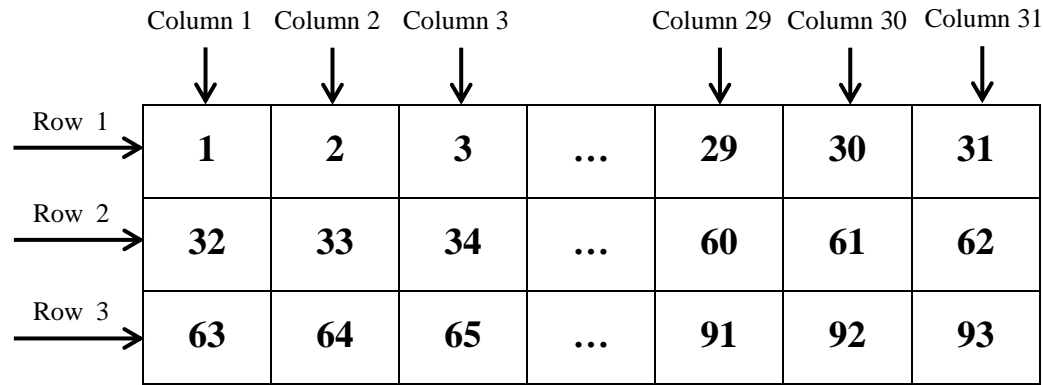 Column 1 Column 2 Column 3 Column 29 Column 30 Column 31
Row 1
1 2 3 … 29 30 31
Row 2
32 33 34 … 60 61 62
Row 3
63 64 65 … 91 92 93